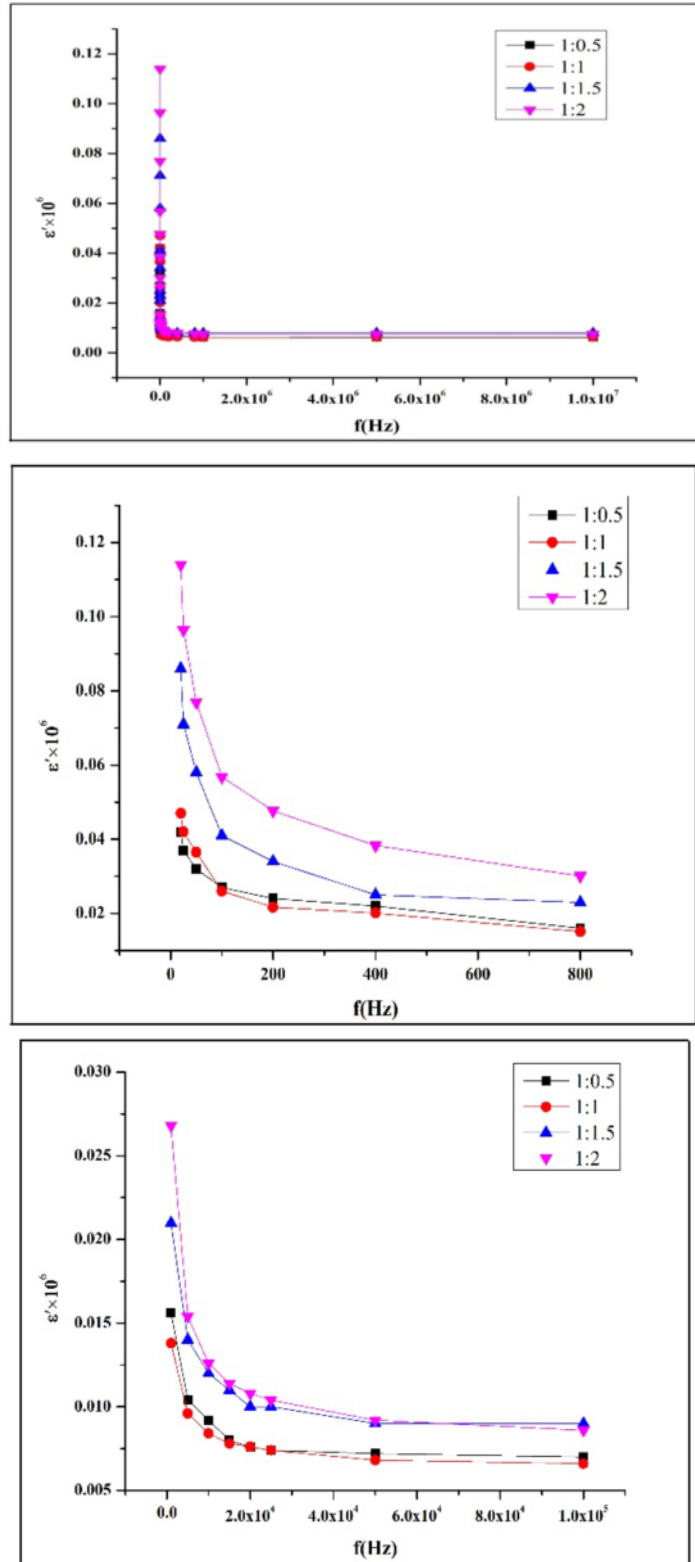 0.12
0.10
0.08
0.06
0.04
0.02
0.00
ε'×10⁶
1:0.5
1:1
1:1.5
1:2
0.0
2.0x10⁶
4.0x10⁶
6.0x10⁶
8.0x10⁶
1.0x10⁷
f(Hz)
0.12
0.10
0.08
0.06
0.04
0.02
ε'×10⁶
1:0.5
1:1
1:1.5
1:2
0
200
400
600
800
f(Hz)
0.030
0.025
0.020
0.015
0.010
0.005
ε'×10⁶
1:0.5
1:1
1:1.5
1:2
0.0
2.0x10⁴
4.0x10⁴
6.0x10⁴
8.0x10⁴
1.0x10⁵
f(Hz)